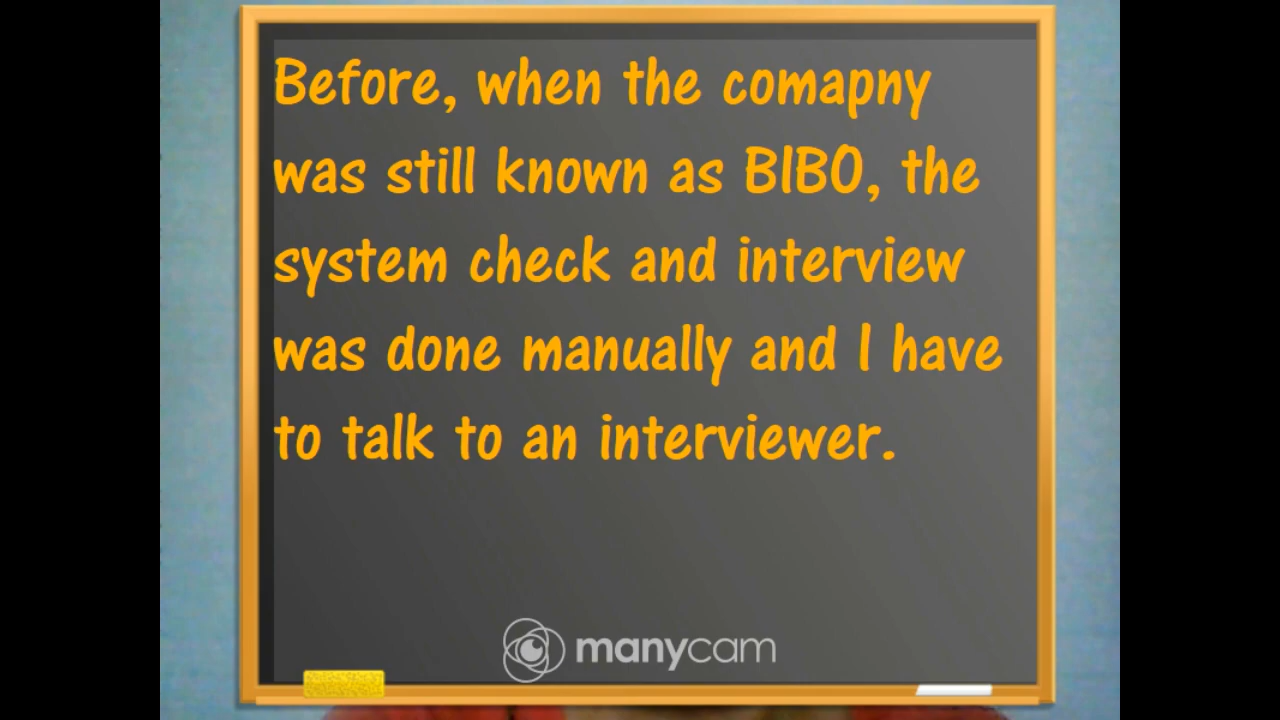 Before, when the comapny
was still known as BIBO, the
system check and interview
was done manually and I have
to talk to an interviewer.
manycam